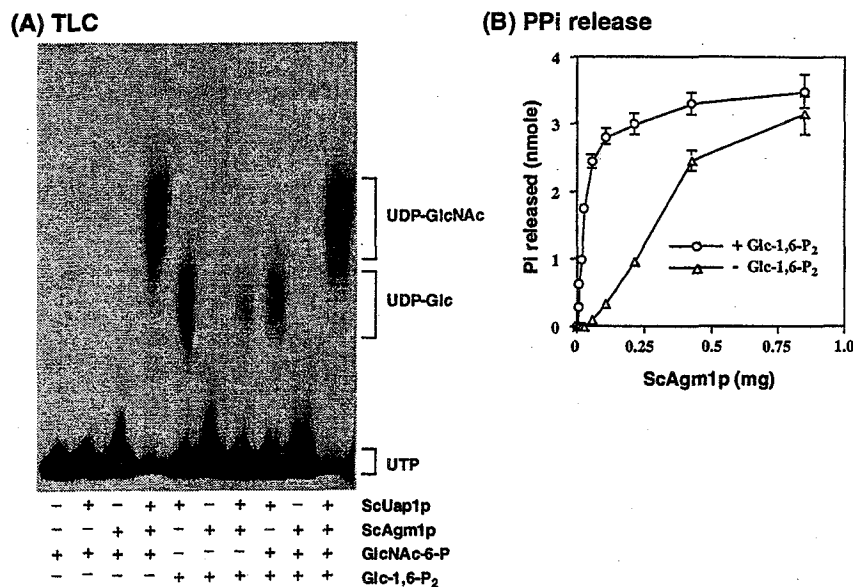 (A) TLC
UDP-GlcNAc
UDP-Glc
UTP
- + - + + - + + - + ScUap1p
- - + + - + + - + + ScAgm1p
+ + + + - - - + + + GlcNAc-6-P
- - - - + + + + + + Glc-1,6-P2
(B) PPi release
Pi released (nmole)
4
3
2
1
0
+ Glc-1,6-P2
- Glc-1,6-P2
0 0.25 0.5 0.75 1.0
ScAgm1p (mg)